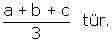 a + b + c
3 tür.